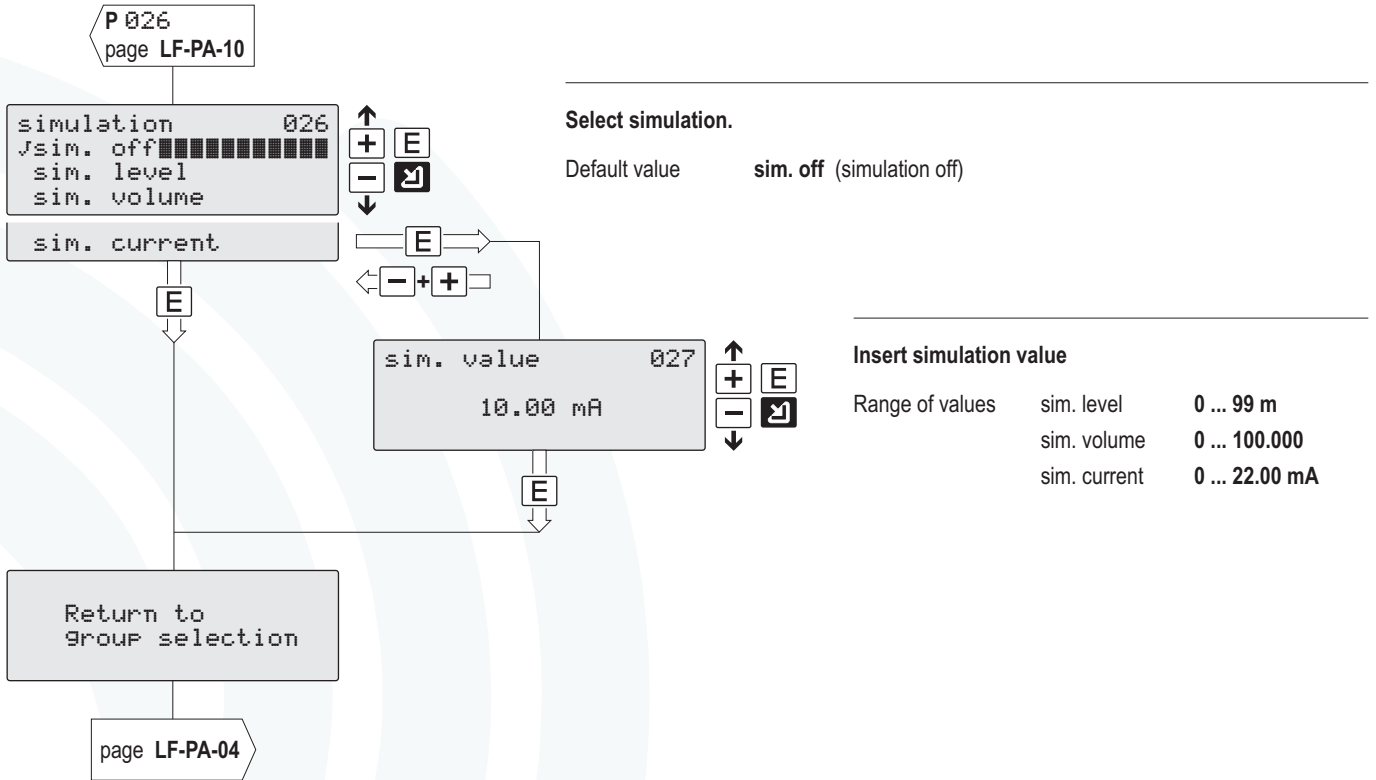 P 026
page LF-PA-10
simulation 026
sim. off
sim. level
sim. volume
sim. current
+ E
-
E
- + +
E
Select simulation.
Default value sim. off (simulation off)
sim. value 027
10.00 mA
+ E
-
E
Insert simulation value
Range of values sim. level 0 ... 99 m
sim. volume 0 ... 100.000
sim. current 0 ... 22.00 mA
Return to
group selection
page LF-PA-04